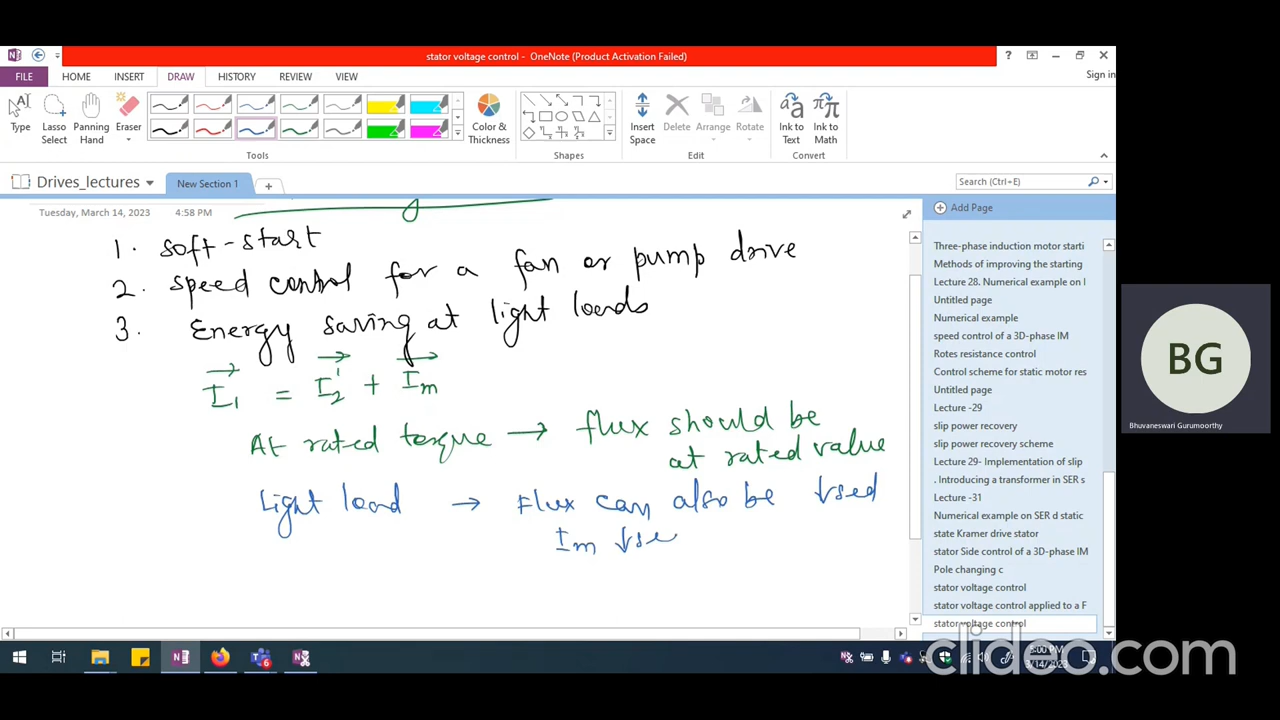 stator voltage control - OneNote (Product Activation Failed)
FILE HOME INSERT DRAW HISTORY REVIEW VIEW
Sign in
Type
Lasso Select
Panning Hand
Eraser
Color & Thickness
Insert Space
Delete
Arrange
Rotate
Ink to Text
Ink to Math
Tools Shapes Edit Convert
Drives_lectures
New Section 1
Search (Ctrl+E)
Tuesday, March 14, 2023 4:58 PM
1. soft-start
2. speed control for a fan or pump drive
3. Energy saving at light loads
I1 = I2' + Im
At rated torque → flux should be
at rated value
Light load → Flux can also be ↓sed
Im ↓se
Add Page
Three-phase induction motor starti
Methods of improving the starting
Lecture 28. Numerical example on I
Untitled page
Numerical example
speed control of a 3D-phase IM
Rotes resistance control
Control scheme for static motor res
Untitled page
Lecture -29
slip power recovery
slip power recovery scheme
Lecture 29- Implementation of slip
. Introducing a transformer in SER s
Lecture -31
Numerical example on SER d static
state Kramer drive stator
stator Side control of a 3D-phase IM
Pole changing c
stator voltage control
stator voltage control applied to a F
stator voltage control
BG
Bhuvaneswari Gurumoorthy
5:00 PM
3/14/2023
clideo.com